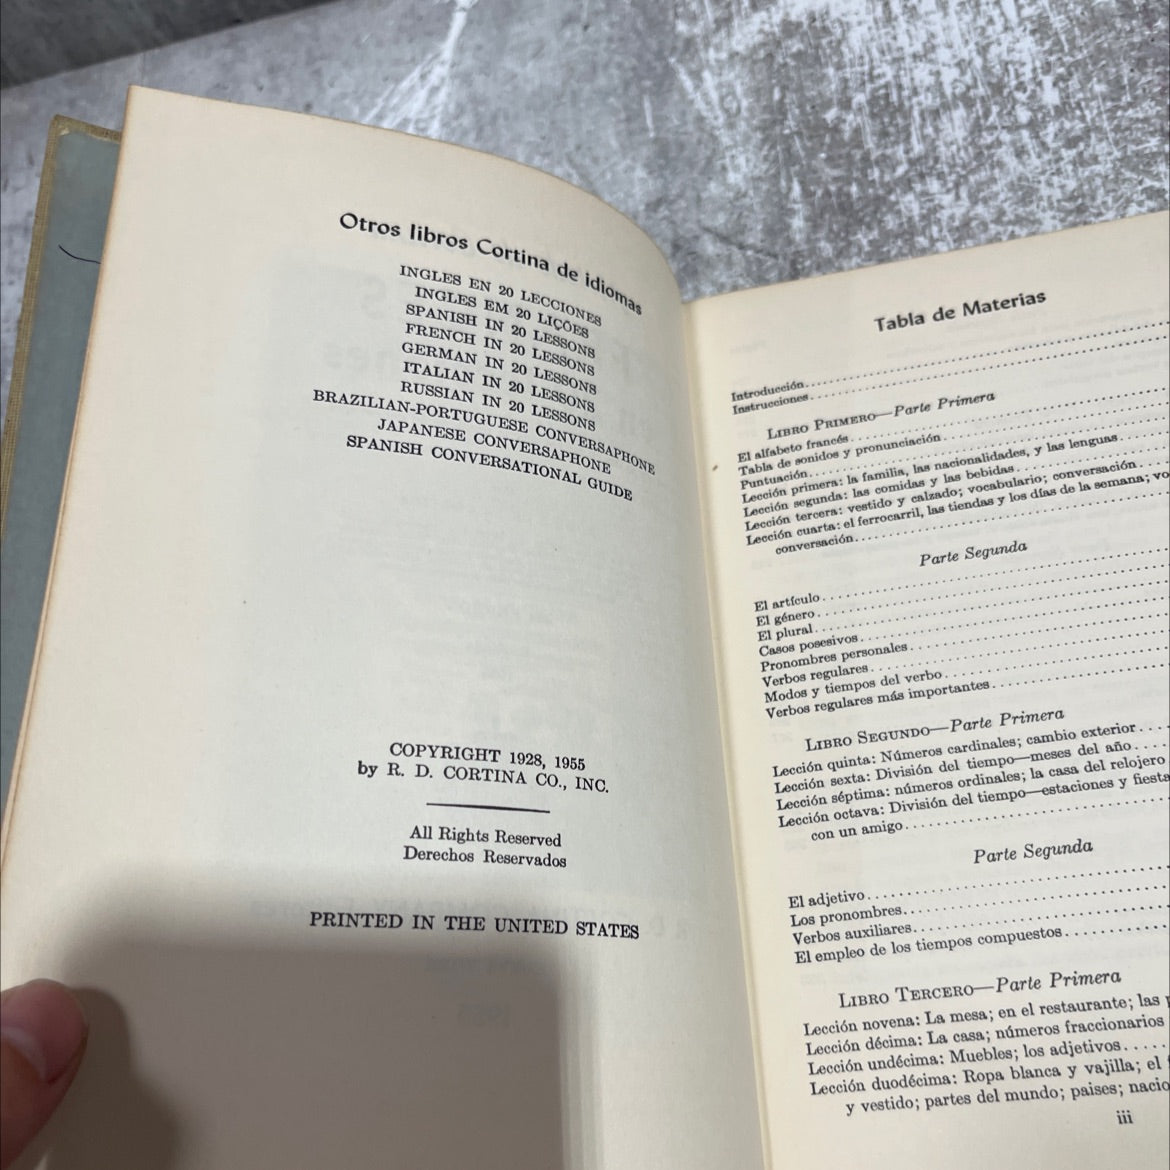 Otros libros Cortina de idiomas
INGLES EN 20 LECCIONES
INGLES EM 20 LIÇÕES
SPANISH IN 20 LESSONS
FRENCH IN 20 LESSONS
GERMAN IN 20 LESSONS
ITALIAN IN 20 LESSONS
RUSSIAN IN 20 LESSONS
BRAZILIAN-PORTUGUESE CONVERSAPHONE
JAPANESE CONVERSAPHONE
SPANISH CONVERSATIONAL GUIDE
COPYRIGHT 1928, 1955
by R. D. CORTINA CO., INC.
All Rights Reserved
Derechos Reservados
PRINTED IN THE UNITED STATES
Tabla de Materias
Introducción
Instrucciones
LIBRO PRIMERO—Parte Primera
El alfabeto francés
Tabla de sonidos y pronunciación
Puntuación
Lección primera: la familia, las nacionalidades, y las lenguas
Lección segunda: las comidas y las bebidas
Lección tercera: vestido y calzado; vocabulario; conversación
Lección cuarta: el ferrocarril, las tiendas y los días de la semana; vo
conversación
Parte Segunda
El artículo
El género
El plural
Casos posesivos
Pronombres personales
Verbos regulares
Modos y tiempos del verbo
Verbos regulares más importantes
LIBRO SEGUNDO—Parte Primera
Lección quinta: Números cardinales; cambio exterior
Lección sexta: División del tiempo—meses del año
Lección séptima: números ordinales; la casa del relojero
Lección octava: División del tiempo—estaciones y fiesta
con un amigo
Parte Segunda
El adjetivo
Los pronombres
Verbos auxiliares
El empleo de los tiempos compuestos
LIBRO TERCERO—Parte Primera
Lección novena: La mesa; en el restaurante; las
Lección décima: La casa; números fraccionarios
Lección undécima: Muebles; los adjetivos
Lección duodécima: Ropa blanca y vajilla; el
y vestido; partes del mundo; paises; nacio
iii